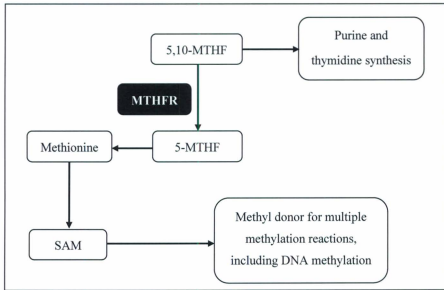 5,10-MTHF
Purine and
thymidine synthesis
MTHFR
Methionine
5-MTHF
SAM
Methyl donor for multiple
methylation reactions,
including DNA methylation